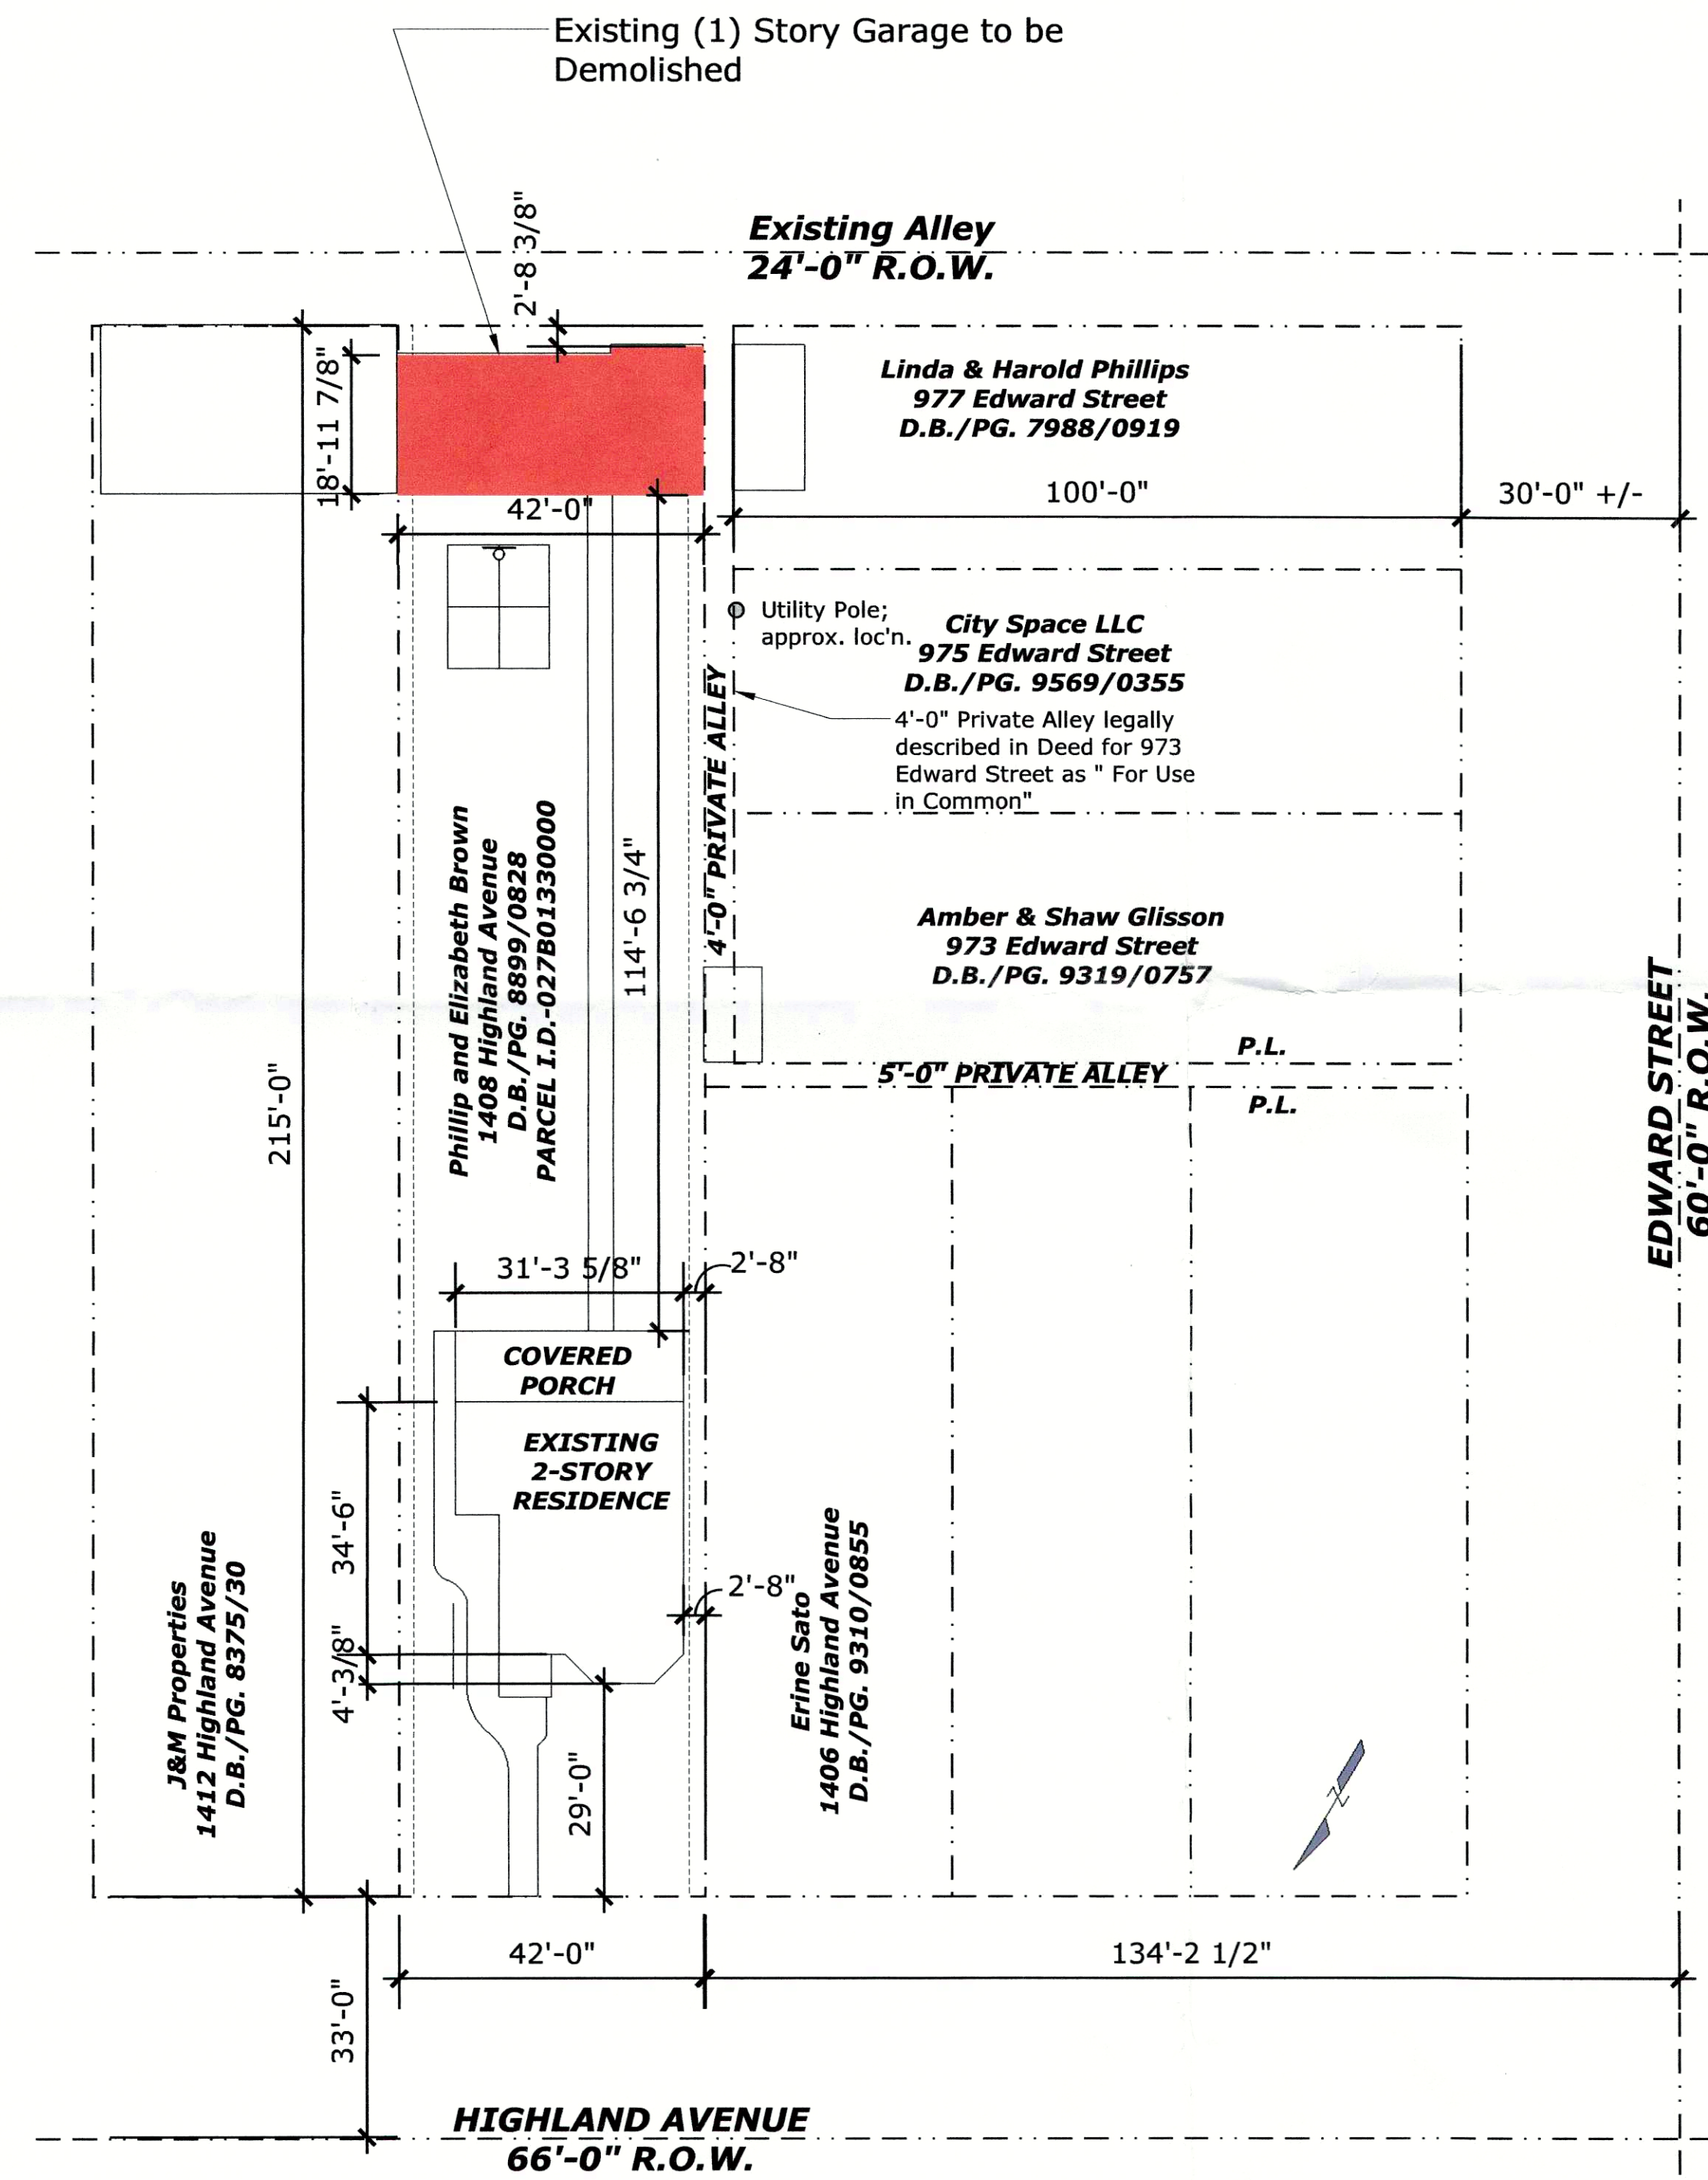 Existing (1) Story Garage to be
Demolished
2'-8 3/8"
Existing Alley
24'-0" R.O.W.
18'-11 7/8"
42'-0"
Linda & Harold Phillips
977 Edward Street
D.B./PG. 7988/0919
100'-0"
30'-0" +/-
Utility Pole;
approx. loc'n.
City Space LLC
975 Edward Street
D.B./PG. 9569/0355
4'-0" Private Alley legally
described in Deed for 973
Edward Street as " For Use
in Common"
4'-0" PRIVATE ALLEY
Phillip and Elizabeth Brown
1408 Highland Avenue
D.B./PG. 8899/0828
PARCEL I.D.-027B01330000
114'-6 3/4"
Amber & Shaw Glisson
973 Edward Street
D.B./PG. 9319/0757
P.L.
5'-0" PRIVATE ALLEY
P.L.
EDWARD STREET
60'-0" R.O.W.
215'-0"
31'-3 5/8"
2'-8"
COVERED
PORCH
EXISTING
2-STORY
RESIDENCE
34'-6"
2'-8"
4'-3/8"
29'-0"
J&M Properties
1412 Highland Avenue
D.B./PG. 8375/30
Erine Sato
1406 Highland Avenue
D.B./PG. 9310/0855
N
42'-0"
134'-2 1/2"
33'-0"
HIGHLAND AVENUE
66'-0" R.O.W.